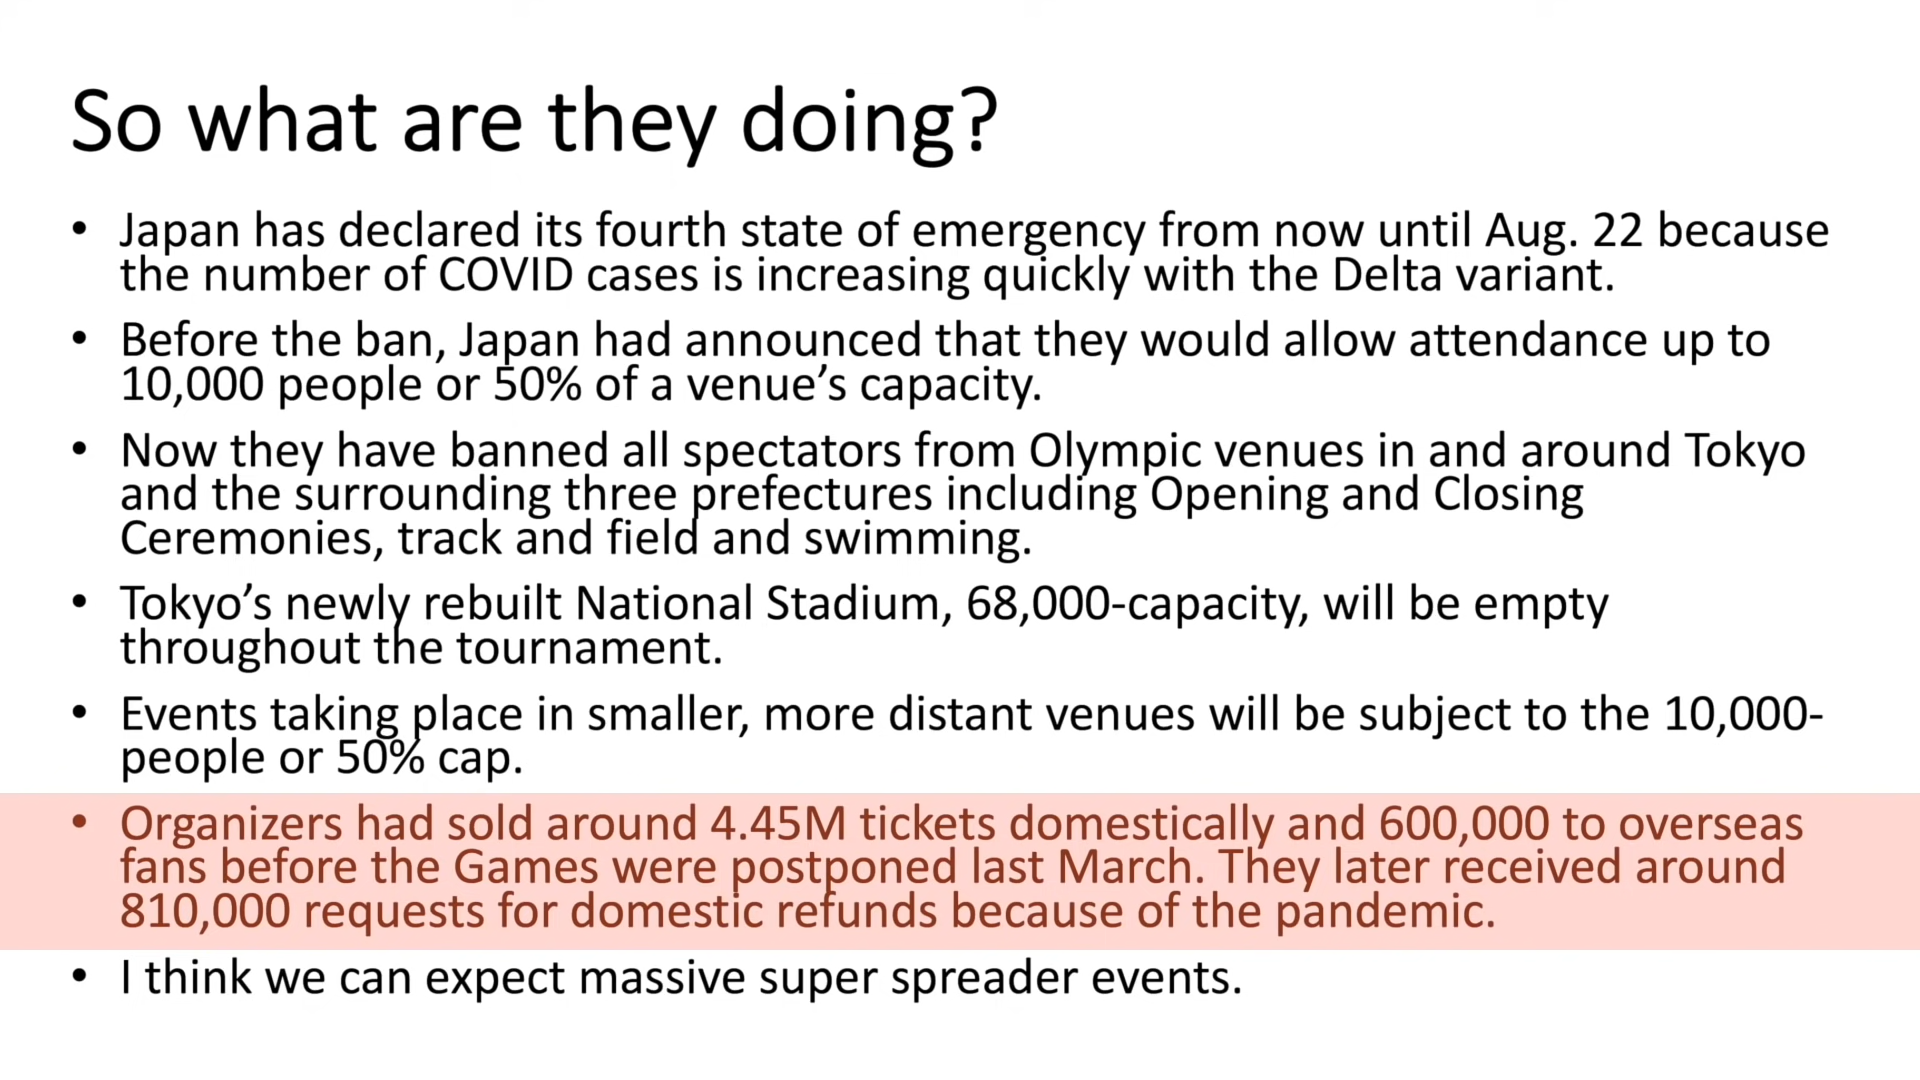 So what are they doing?
• Japan has declared its fourth state of emergency from now until Aug. 22 because
the number of COVID cases is increasing quickly with the Delta variant.
• Before the ban, Japan had announced that they would allow attendance up to
10,000 people or 50% of a venue’s capacity.
• Now they have banned all spectators from Olympic venues in and around Tokyo
and the surrounding three prefectures including Opening and Closing
Ceremonies, track and field and swimming.
• Tokyo’s newly rebuilt National Stadium, 68,000-capacity, will be empty
throughout the tournament.
• Events taking place in smaller, more distant venues will be subject to the 10,000-
people or 50% cap.
• Organizers had sold around 4.45M tickets domestically and 600,000 to overseas
fans before the Games were postponed last March. They later received around
810,000 requests for domestic refunds because of the pandemic.
• I think we can expect massive super spreader events.